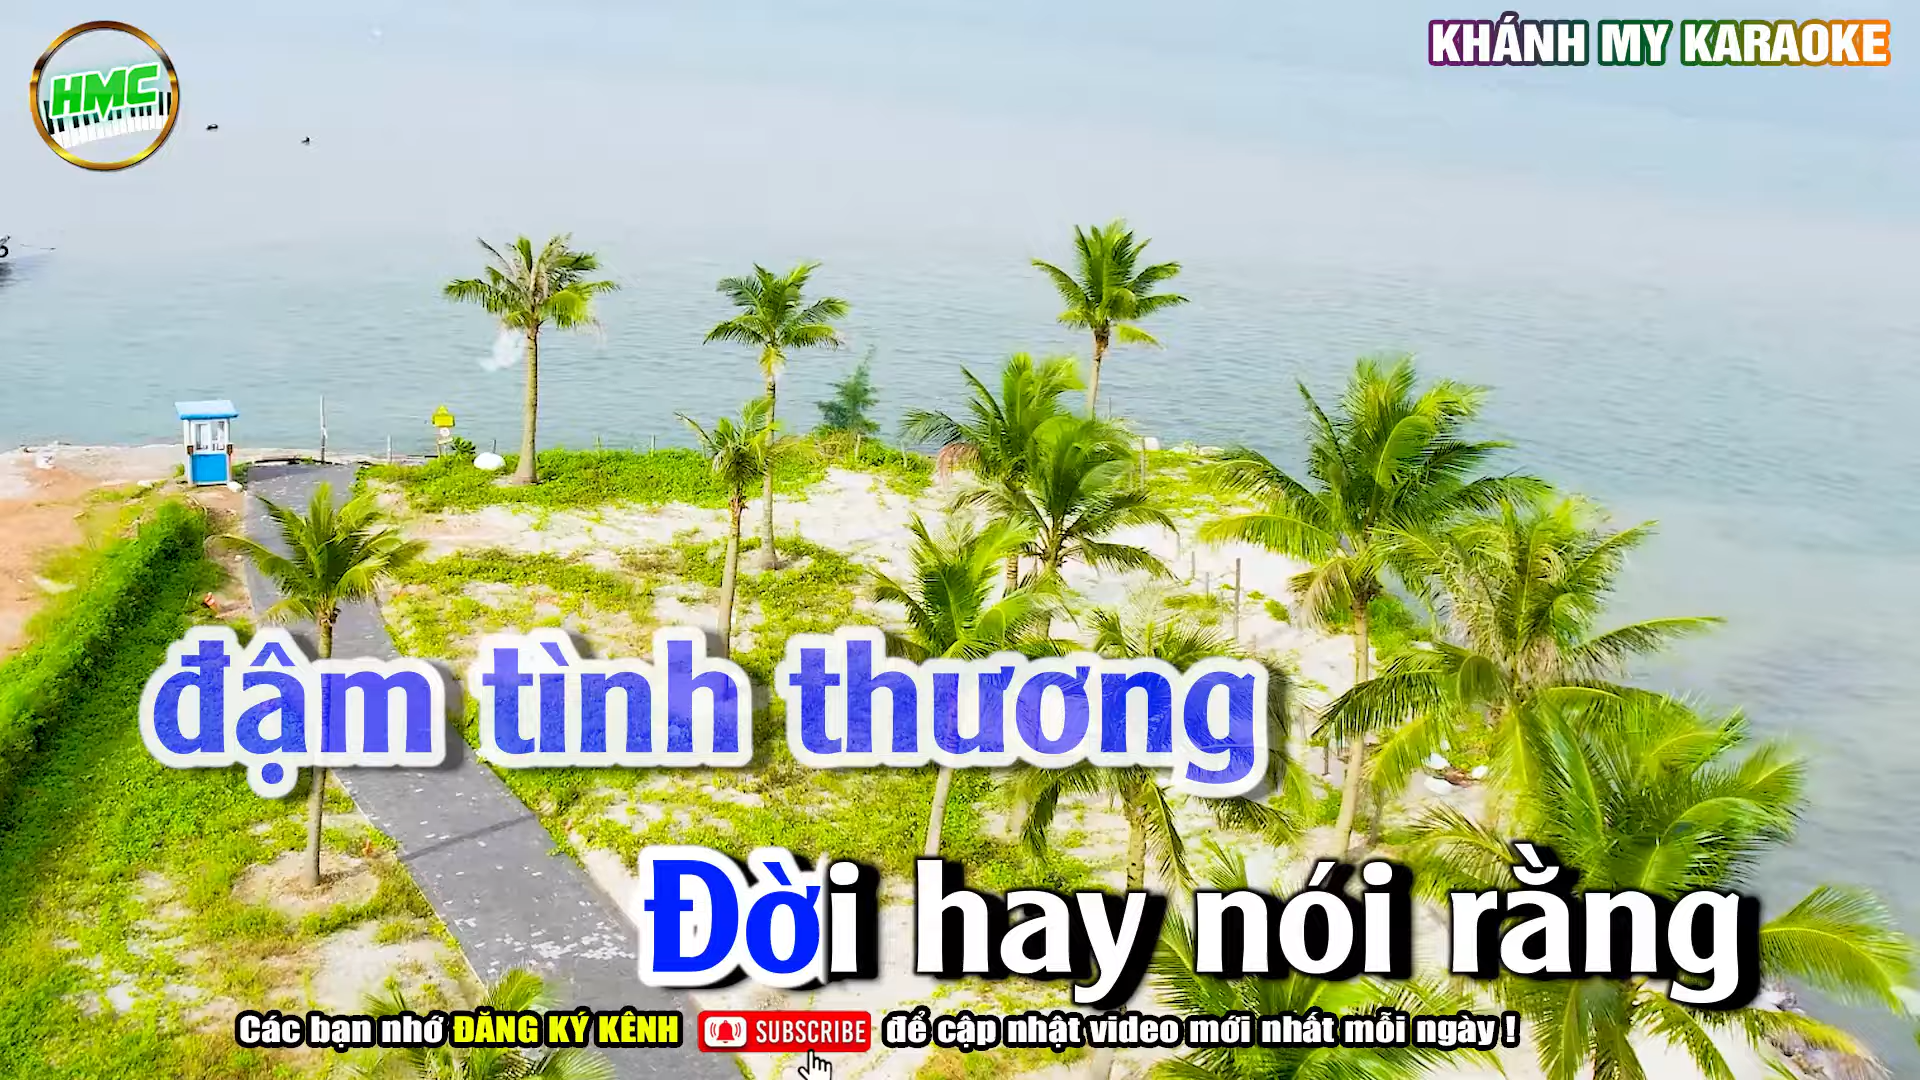 HMC
KHÁNH MY KARAOKE
đậm tình thương
Đời hay nói rằng
Các bạn nhớ ĐĂNG KÝ KÊNH SUBSCRIBE để cập nhật video mới nhất mỗi ngày !